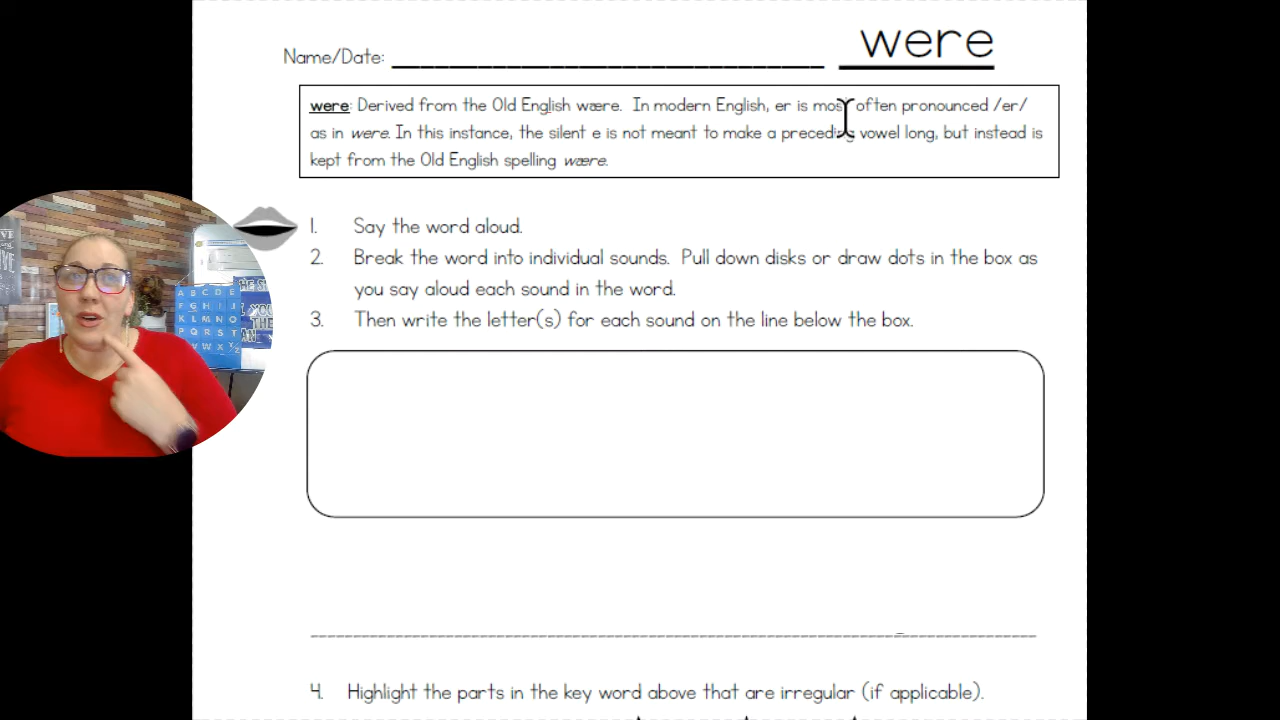 were
Name/Date:
were: Derived from the Old English wære. In modern English, er is most often pronounced /er/
as in were. In this instance, the silent e is not meant to make a preceding vowel long, but instead is
kept from the Old English spelling wære.
1. Say the word aloud.
2. Break the word into individual sounds. Pull down disks or draw dots in the box as
you say aloud each sound in the word.
3. Then write the letter(s) for each sound on the line below the box.
4. Highlight the parts in the key word above that are irregular (if applicable).
A B C D E
F G H I J
K L M N O
P Q R S T